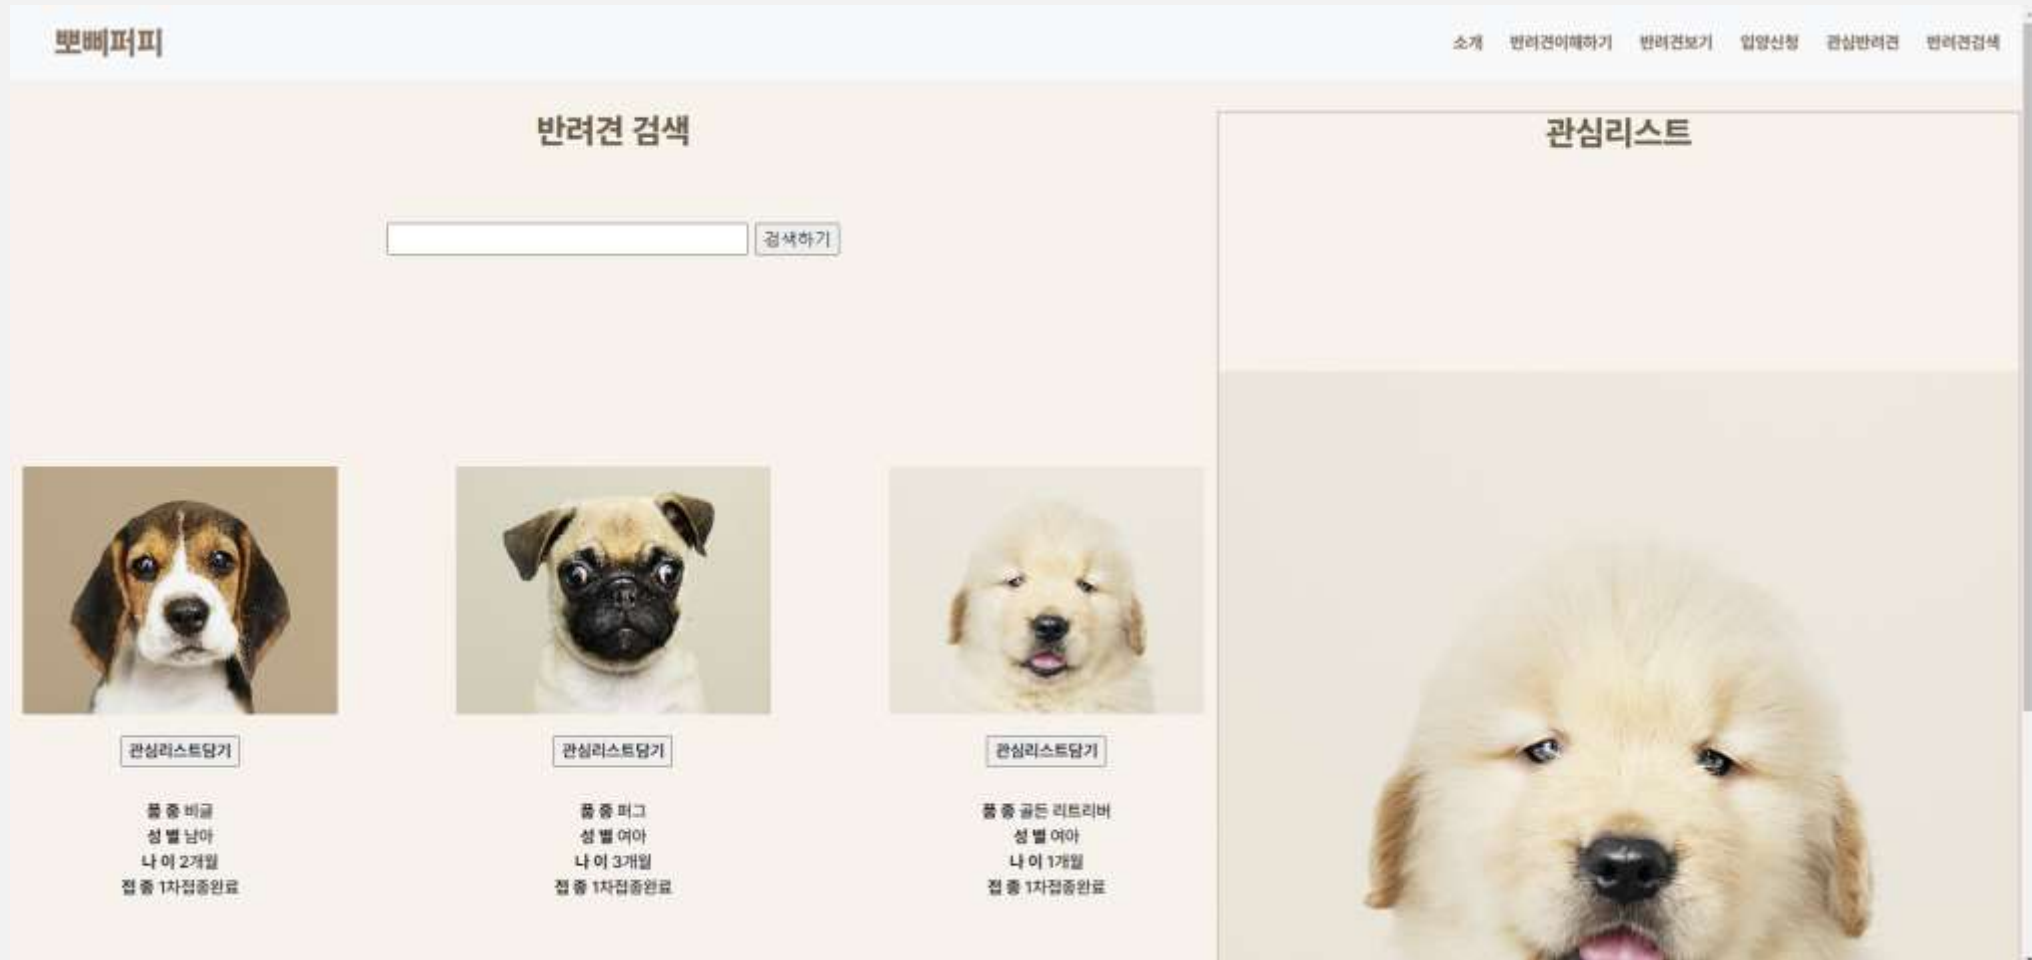 뽀삐퍼피
소개 반려견이해하기 반려견보기 입양신청 관심반려견 반려견검색
반려견 검색
검색하기
관심리스트
관심리스트담기
품 종 비글
성 별 남아
나 이 2개월
접 종 1차접종완료
관심리스트담기
품 종 퍼그
성 별 여아
나 이 3개월
접 종 1차접종완료
관심리스트담기
품 종 골든 리트리버
성 별 여아
나 이 1개월
접 종 1차접종완료